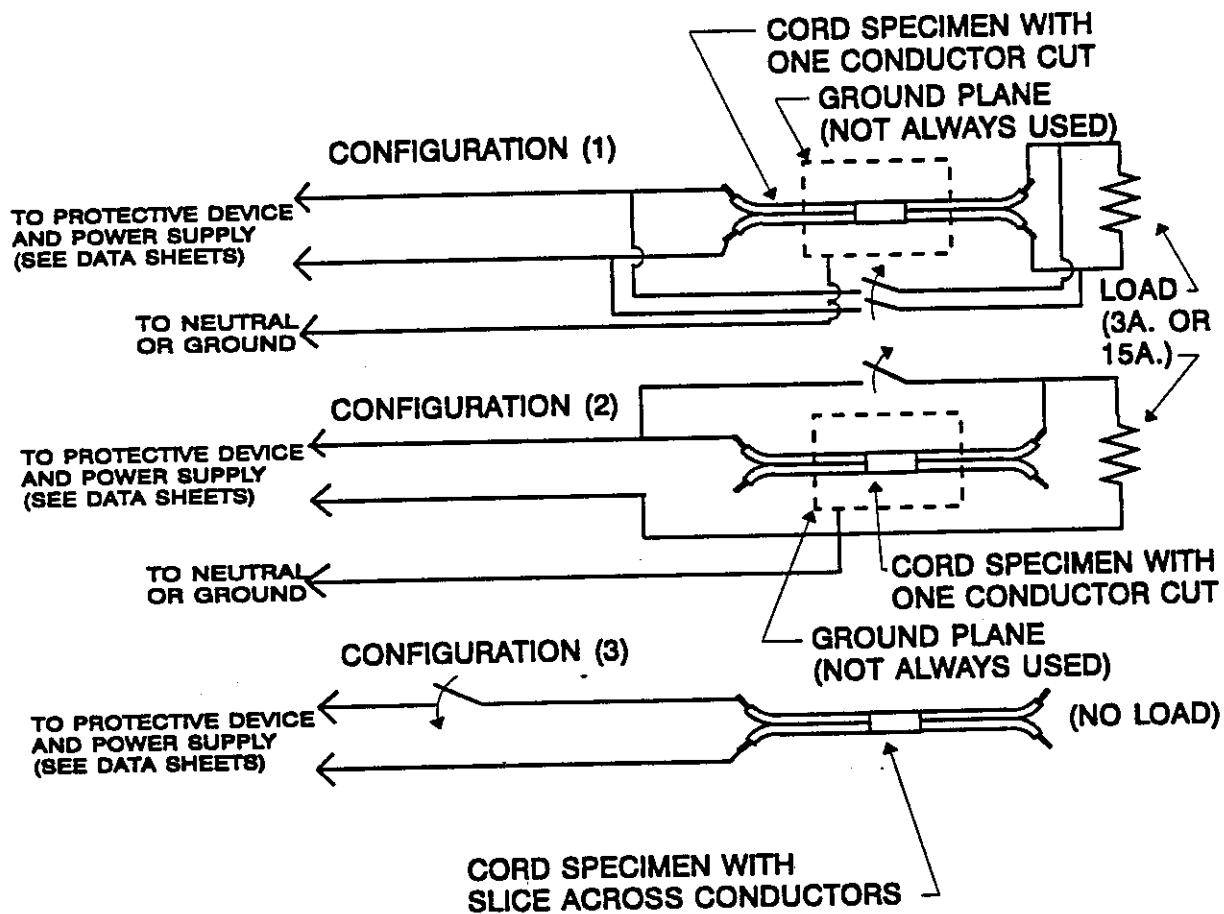 CORD SPECIMEN WITH
ONE CONDUCTOR CUT
GROUND PLANE
(NOT ALWAYS USED)
CONFIGURATION (1)
TO PROTECTIVE DEVICE
AND POWER SUPPLY
(SEE DATA SHEETS)
TO NEUTRAL
OR GROUND
LOAD
(3A. OR
15A.)
CONFIGURATION (2)
TO PROTECTIVE DEVICE
AND POWER SUPPLY
(SEE DATA SHEETS)
TO NEUTRAL
OR GROUND
CORD SPECIMEN WITH
ONE CONDUCTOR CUT
GROUND PLANE
(NOT ALWAYS USED)
CONFIGURATION (3)
TO PROTECTIVE DEVICE
AND POWER SUPPLY
(SEE DATA SHEETS)
(NO LOAD)
CORD SPECIMEN WITH
SLICE ACROSS CONDUCTORS